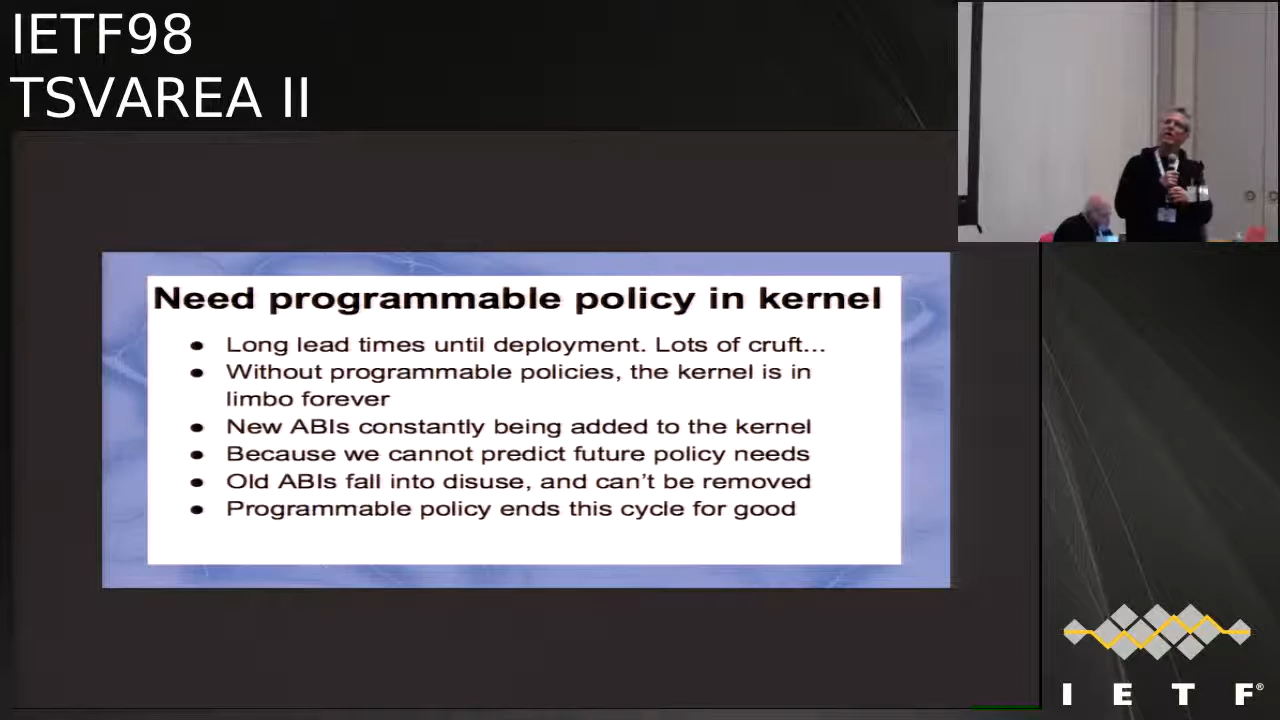 IETF98
TSVAREA II
Need programmable policy in kernel
● Long lead times until deployment. Lots of cruft...
● Without programmable policies, the kernel is in
limbo forever
● New ABIs constantly being added to the kernel
● Because we cannot predict future policy needs
● Old ABIs fall into disuse, and can't be removed
● Programmable policy ends this cycle for good
I E T F®